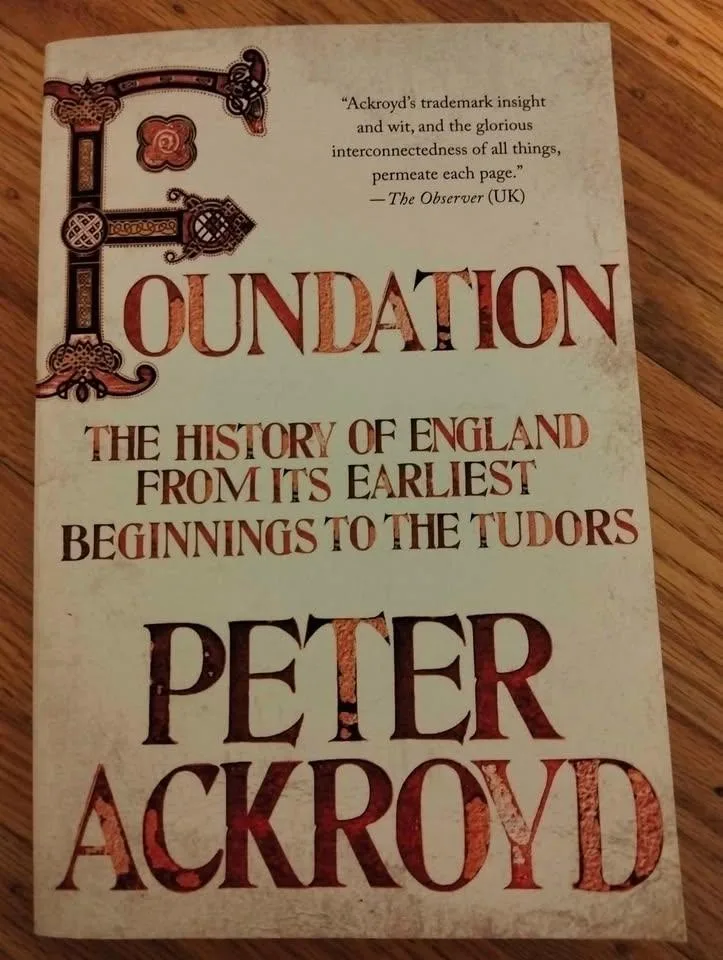 “Ackroyd’s trademark insight
and wit, and the glorious
interconnectedness of all things,
permeate each page.”
— The Observer (UK)
FOUNDATION
THE HISTORY OF ENGLAND
FROM ITS EARLIEST
BEGINNINGS TO THE TUDORS
PETER
ACKROYD